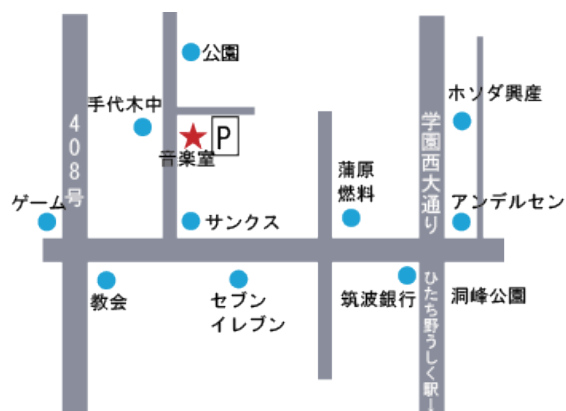 公園
手代木中
P
音楽室
408号
ゲーム
サンクス
蒲原
燃料
学園西大通り
ホソダ興産
アンデルセン
教会
セブン
イレブン
筑波銀行
洞峰公園
ひたち野うしく駅→